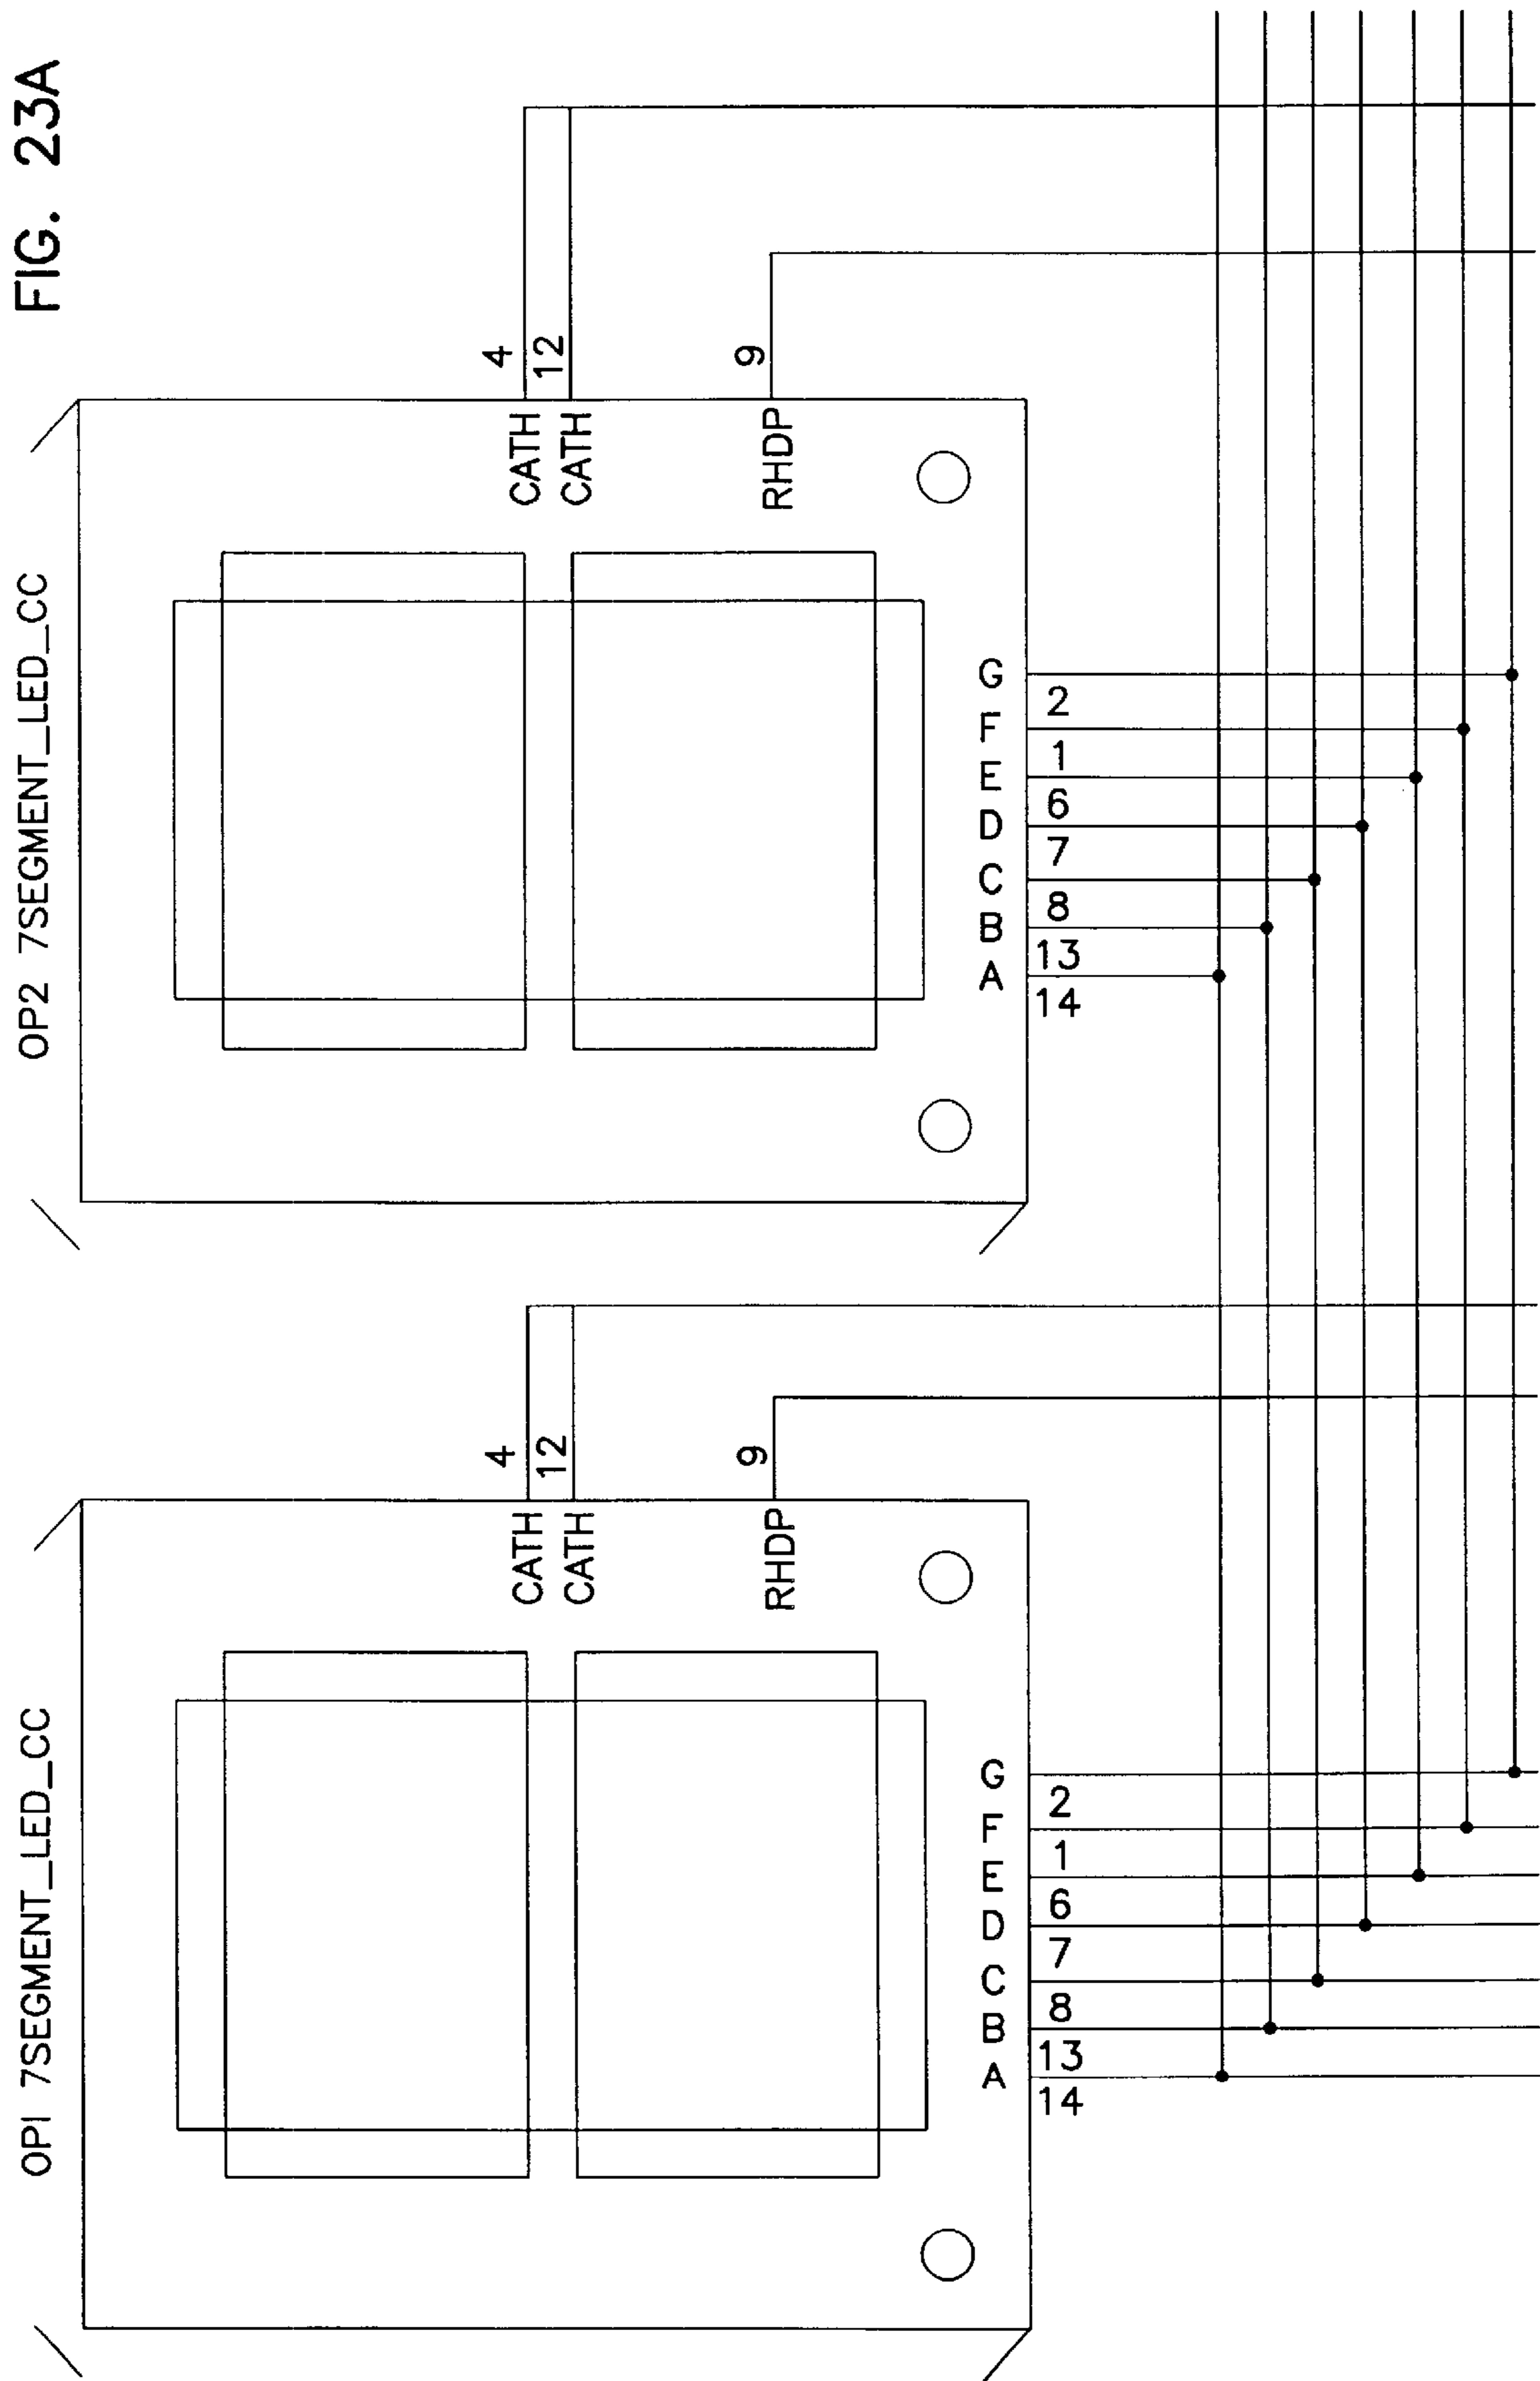 OPI 7SEGMENT_LED_CC
OP2 7SEGMENT_LED_CC
FIG. 23A
CATH 4
CATH 12
RHDP 9
A B C D E F G
14 13 8 7 6 1 2
CATH 4
CATH 12
RHDP 9
A B C D E F G
14 13 8 7 6 1 2